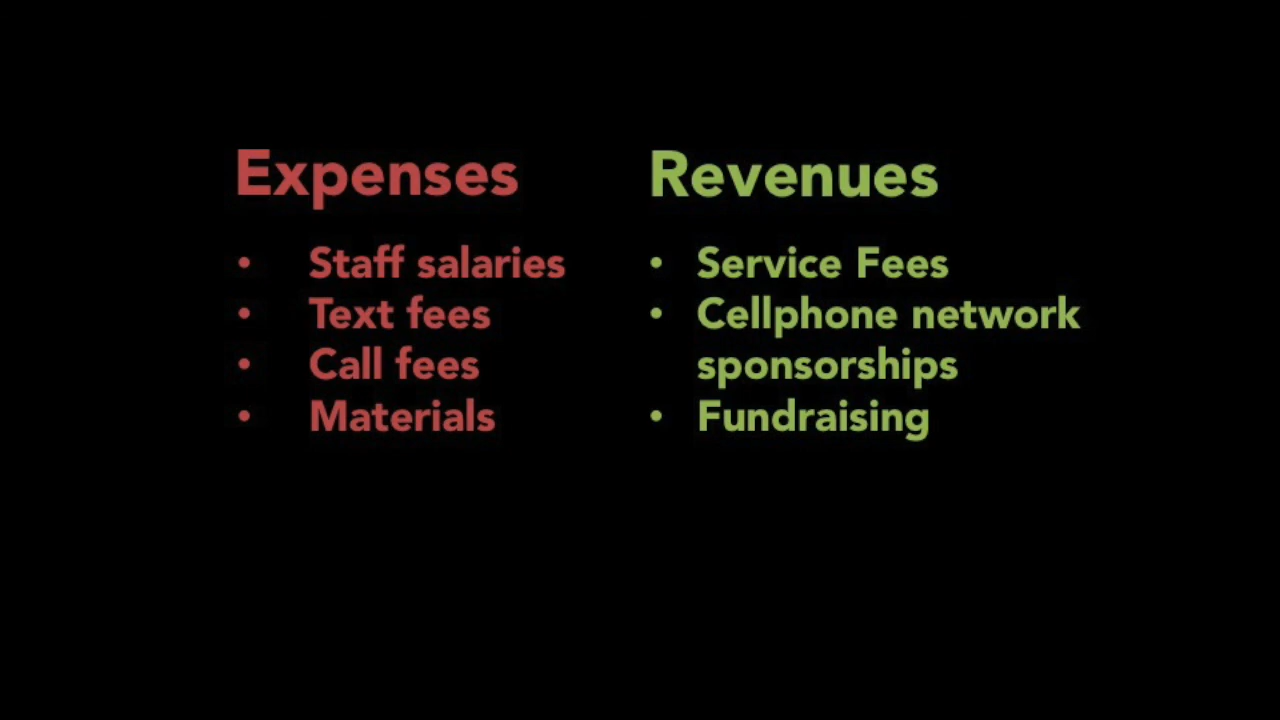 Expenses
• Staff salaries
• Text fees
• Call fees
• Materials
Revenues
• Service Fees
• Cellphone network
sponsorships
• Fundraising